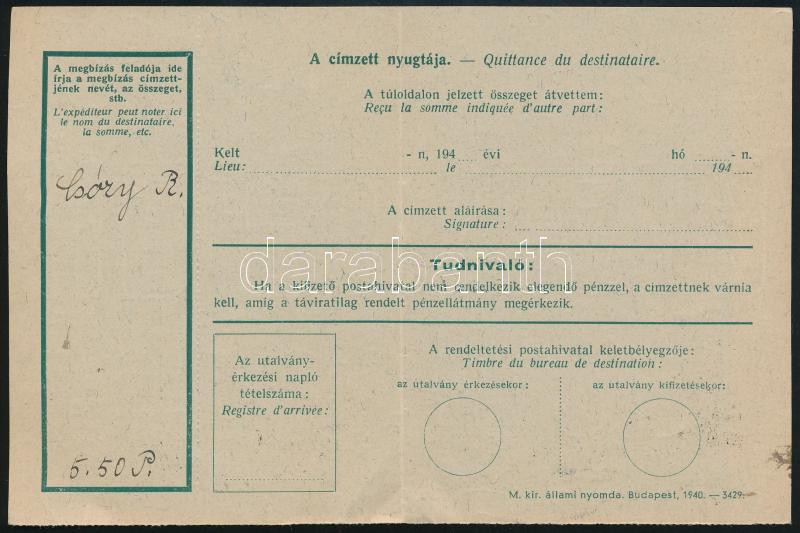 A megbízás feladója ide
írja a megbízás címzett-
jének nevét, az összeget,
stb.
L'expéditeur peut noter ici
le nom du destinataire,
la somme, etc.
Csóry R.
5.50 P.
A címzett nyugtája. — Quittance du destinataire.
A túloldalon jelzett összeget átvettem:
Reçu la somme indiquée d'autre part:
Kelt - n, 194 évi hó - n.
Lieu: le 194
A címzett aláírása:
Signature:
Tudnivaló:
Ha a kifizető postahivatal nem rendelkezik elegendő pénzzel, a címzettnek várnia
kell, amíg a táviratilag rendelt pénzellátmány megérkezik.
Az utalvány-
érkezési napló
tételszáma:
Registre d'arrivée:
A rendeltetési postahivatal keletbélyegzője:
Timbre du bureau de destination:
az utalvány érkezésekor:
az utalvány kifizetésekor:
M. kir. állami nyomda. Budapest, 1940. — 3429.
darabanth.com